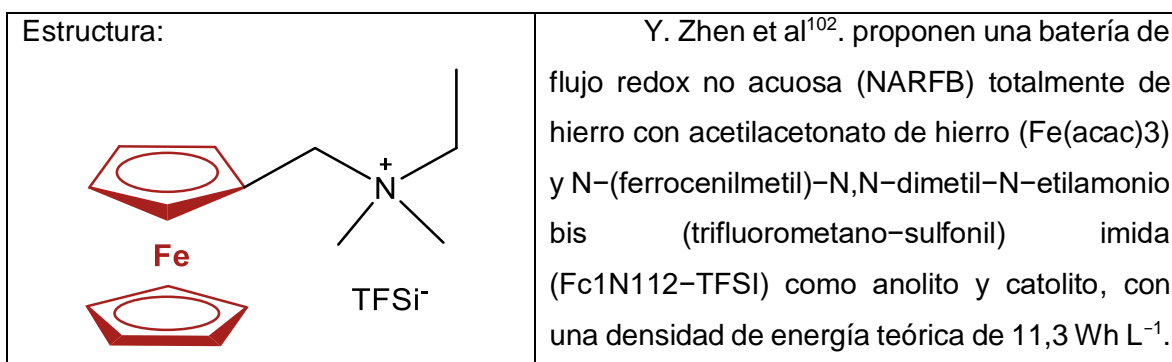 Estructura:
N
+
Fe
TFSi⁻
Y. Zhen et al¹⁰². proponen una batería de
flujo redox no acuosa (NARFB) totalmente de
hierro con acetilacetonato de hierro (Fe(acac)3)
y N−(ferrocenilmetil)−N,N−dimetil−N−etilamonio
bis (trifluorometano−sulfonil) imida
(Fc1N112−TFSI) como anolito y catolito, con
una densidad de energía teórica de 11,3 Wh L⁻¹.